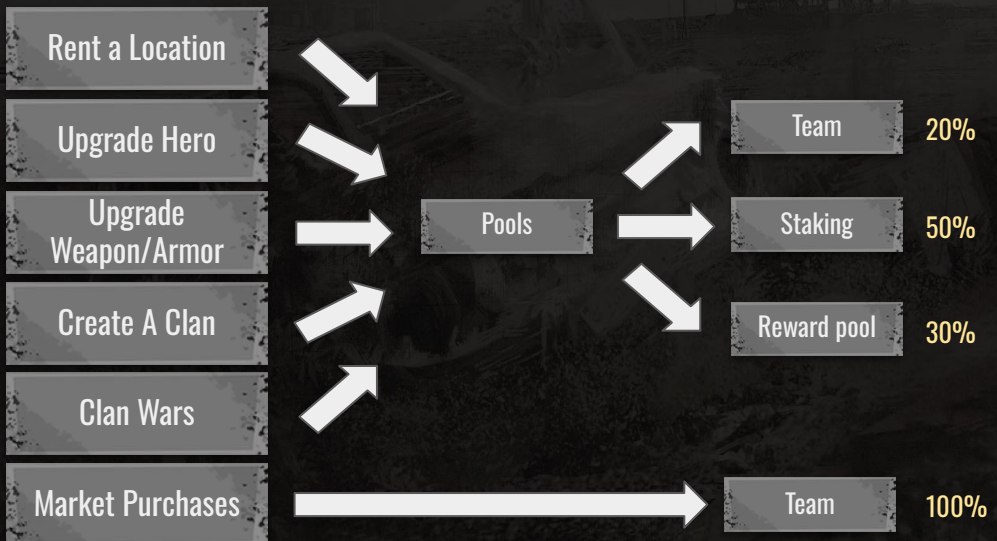 Rent a Location
Upgrade Hero
Upgrade
Weapon/Armor
Create A Clan
Clan Wars
Market Purchases
Pools
Team 20%
Staking 50%
Reward pool 30%
Team 100%